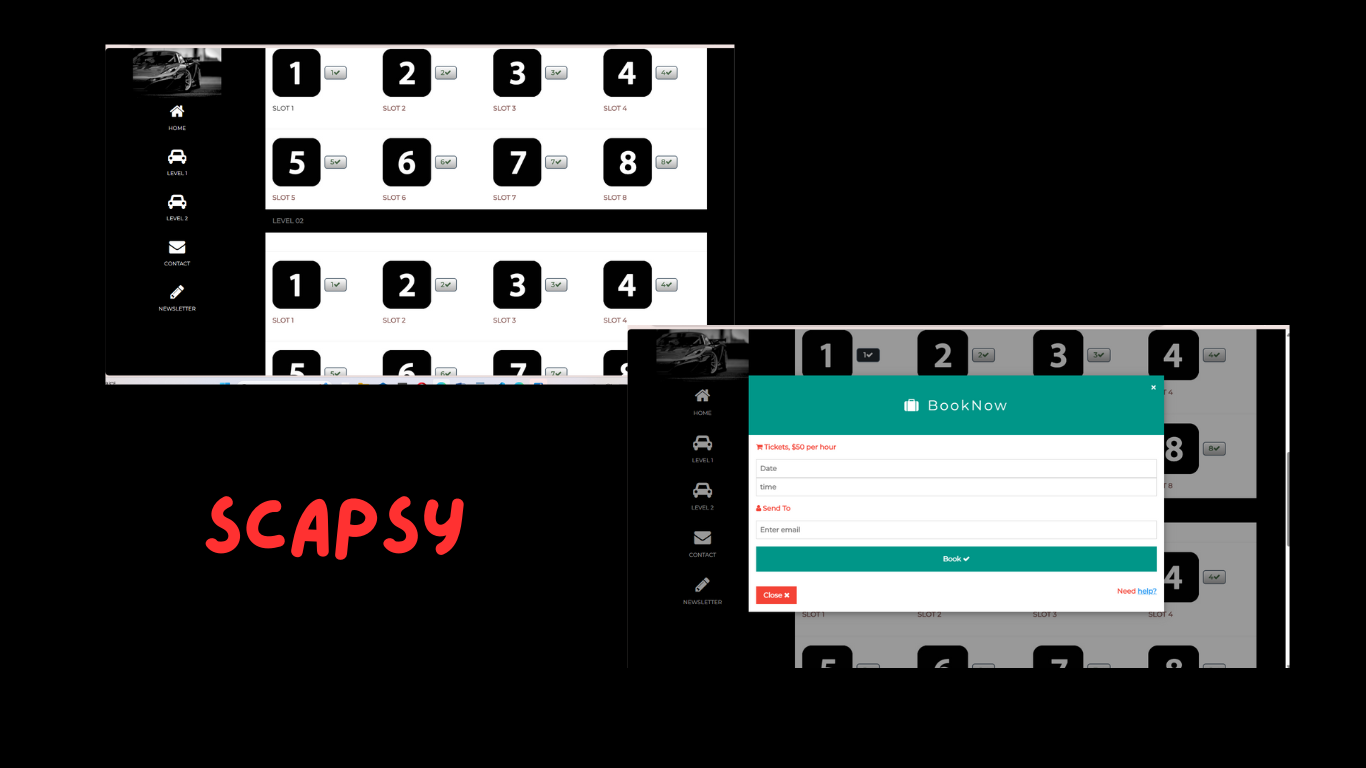 1 1✔ 2 2✔ 3 3✔ 4 4✔
SLOT 1 SLOT 2 SLOT 3 SLOT 4
HOME
5 5✔ 6 6✔ 7 7✔ 8 8✔
LEVEL 1
SLOT 5 SLOT 6 SLOT 7 SLOT 8
LEVEL 2
LEVEL 02
CONTACT
1 1✔ 2 2✔ 3 3✔ 4 4✔
NEWSLETTER
SLOT 1 SLOT 2 SLOT 3 SLOT 4
5 5✔ 6 6✔ 7 7✔
SCAPSY
1 1✔ 2 2✔ 3 3✔ 4 4✔
HOME
LEVEL 1
LEVEL 2
CONTACT
NEWSLETTER
BookNow
Tickets, $50 per hour
Date
time
Send To
Enter email
Book ✔
Close ✖
Need help?
T 4
8 8✔
T 8
4 4✔
SLOT 1 SLOT 2 SLOT 3 SLOT 4
5 6 7 8